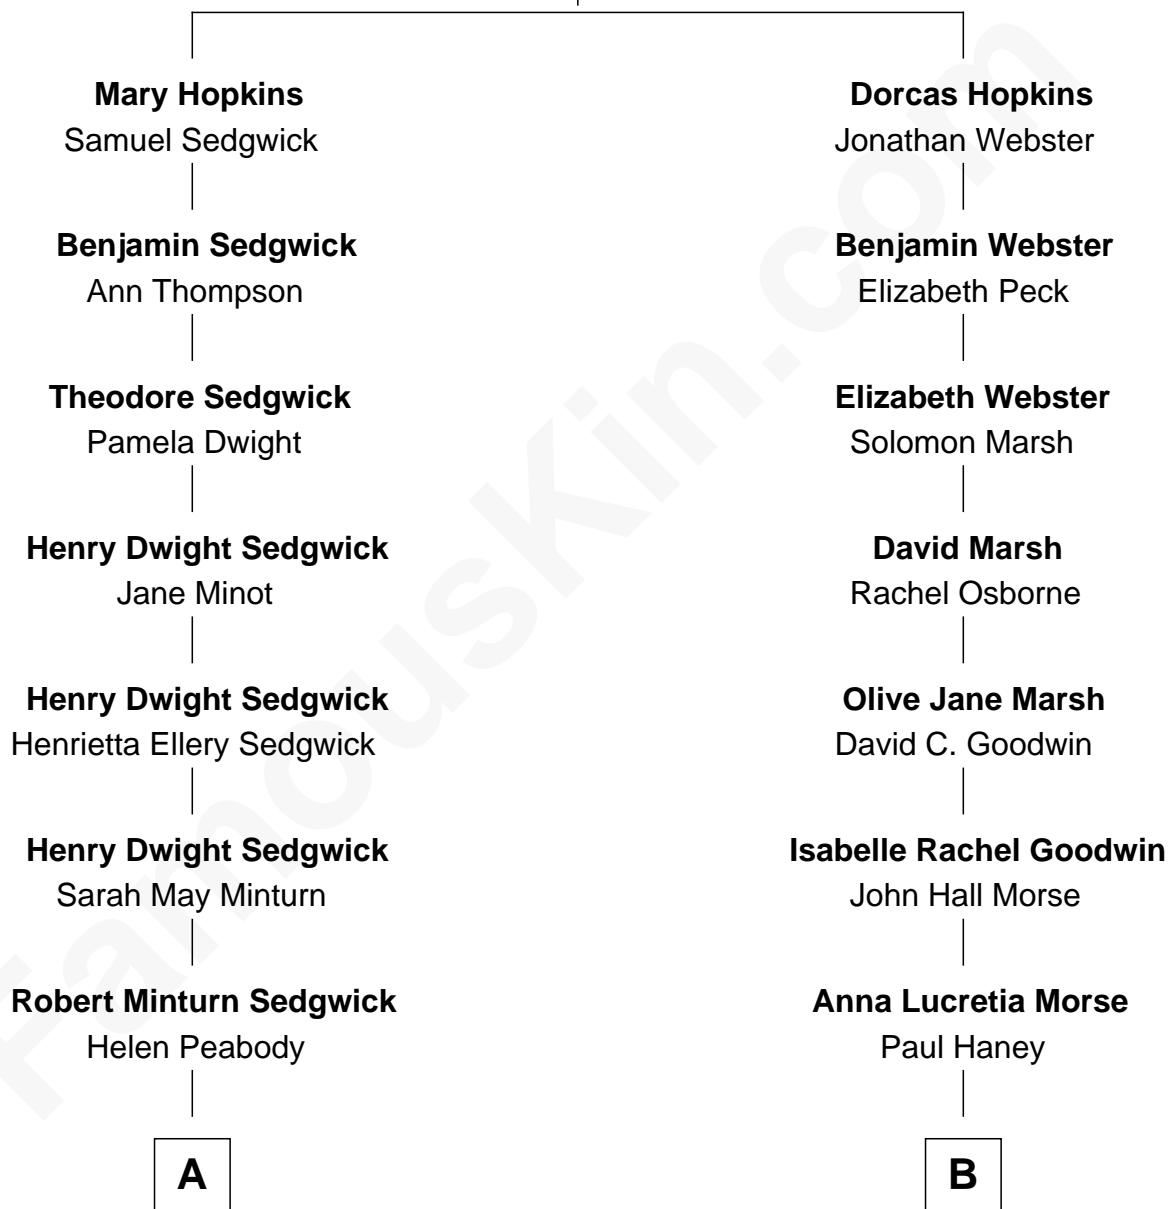 Mary Hopkins
Samuel Sedgwick
Benjamin Sedgwick
Ann Thompson
Theodore Sedgwick
Pamela Dwight
Henry Dwight Sedgwick
Jane Minot
Henry Dwight Sedgwick
Henrietta Ellery Sedgwick
Henry Dwight Sedgwick
Sarah May Minturn
Robert Minturn Sedgwick
Helen Peabody
A
Dorcas Hopkins
Jonathan Webster
Benjamin Webster
Elizabeth Peck
Elizabeth Webster
Solomon Marsh
David Marsh
Rachel Osborne
Olive Jane Marsh
David C. Goodwin
Isabelle Rachel Goodwin
John Hall Morse
Anna Lucretia Morse
Paul Haney
B
FamousKin.com